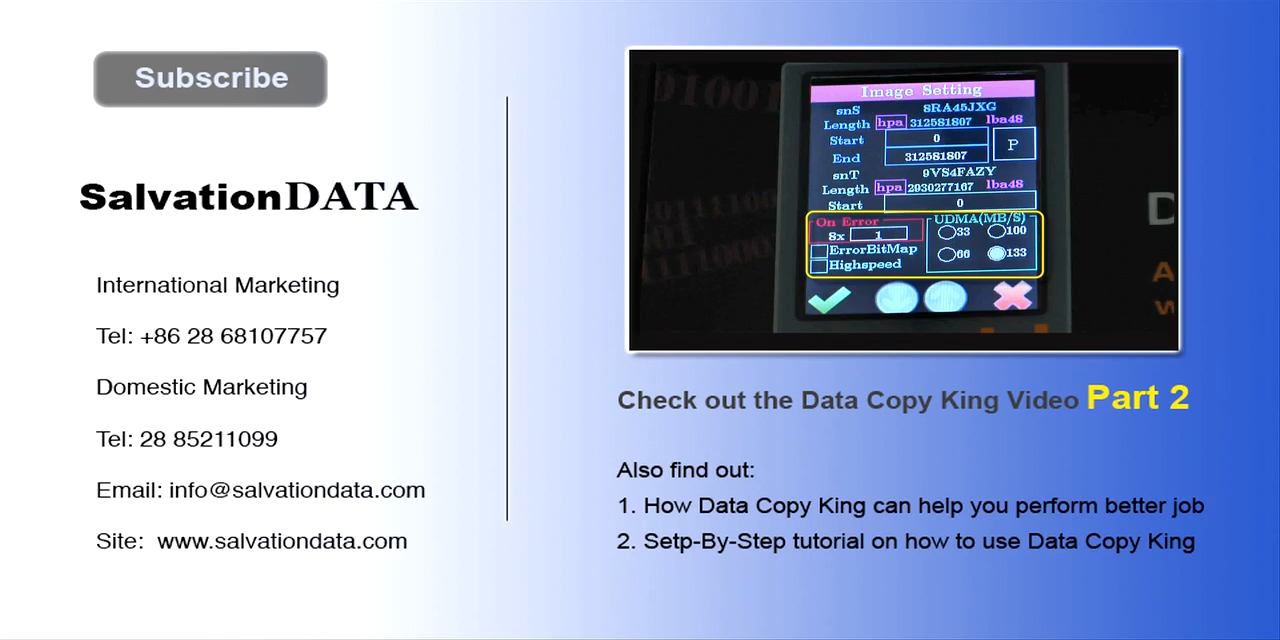 Subscribe
SalvationDATA
International Marketing
Tel: +86 28 68107757
Domestic Marketing
Tel: 28 85211099
Email: info@salvationdata.com
Site: www.salvationdata.com
Image Setting
snS 8RA45JXG
Length hpa 312581807 lba48
Start 0
End 312581807
P
snT 9VS4FAZY
Length hpa 2930277167 lba48
Start 0
On Error
8x 1
ErrorBitMap
Highspeed
UDMA(MB/S)
33 100
66 133
Check out the Data Copy King Video Part 2
Also find out:
1. How Data Copy King can help you perform better job
2. Setp-By-Step tutorial on how to use Data Copy King